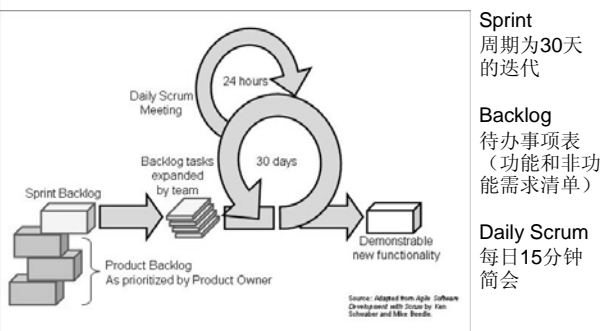 24 hours
Daily Scrum
Meeting
Backlog tasks
expanded
by team
30 days
Sprint Backlog
Demonstrable
new functionality
Product Backlog
As prioritized by Product Owner
Source: Adapted from Agile Software
Development with Scrum by Ken
Schwaber and Mike Beedle.
Sprint
周期为30天
的迭代
Backlog
待办事项表
（功能和非功
能需求清单）
Daily Scrum
每日15分钟
简会